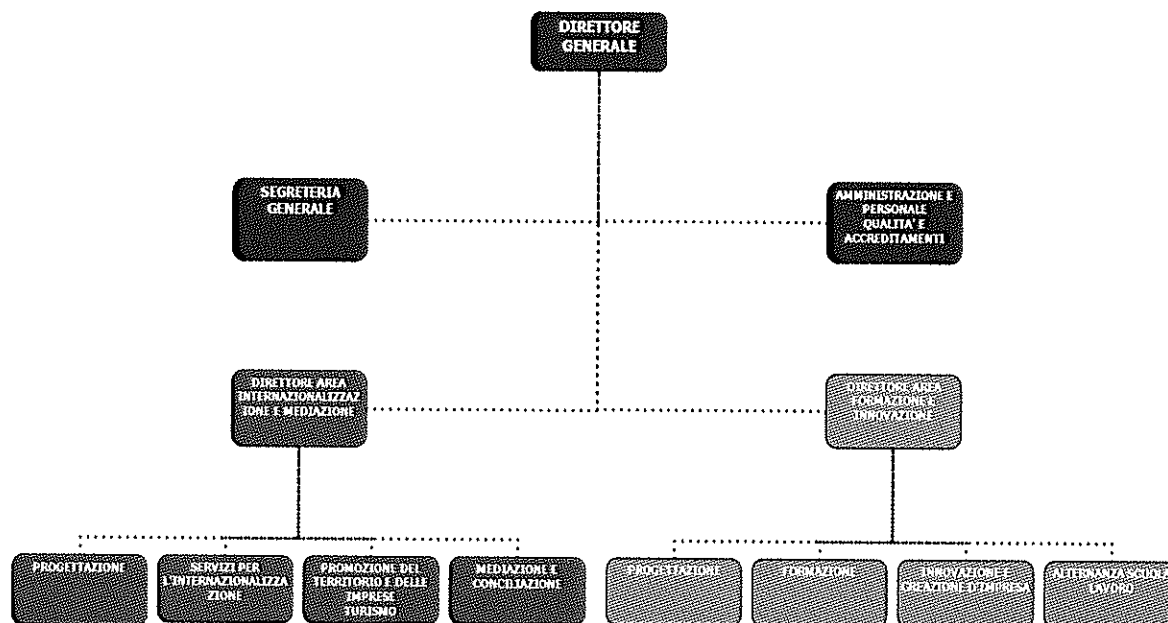 DIRETTORE
GENERALE
SEGRETERIA
GENERALE
AMMINISTRAZIONE E
PERSONALE
QUALITA' E
ACCREDITAMENTI
DIRETTORE AREA
INTERNAZIONALIZZAZ
IONE E MEDIAZIONE
DIRETTORE AREA
FORMAZIONE E
INNOVAZIONE
PROGETTAZIONE
SERVIZI PER
L'INTERNAZIONALIZZA
ZIONE
PROMOZIONE DEL
TERRITORIO E DELLE
IMPRESE
TURISMO
MEDIAZIONE E
CONCILIAZIONE
PROGETTAZIONE
FORMAZIONE
INNOVAZIONE E
CREAZIONE D'IMPRESA
ALTERNANZA SCUOLA
LAVORO